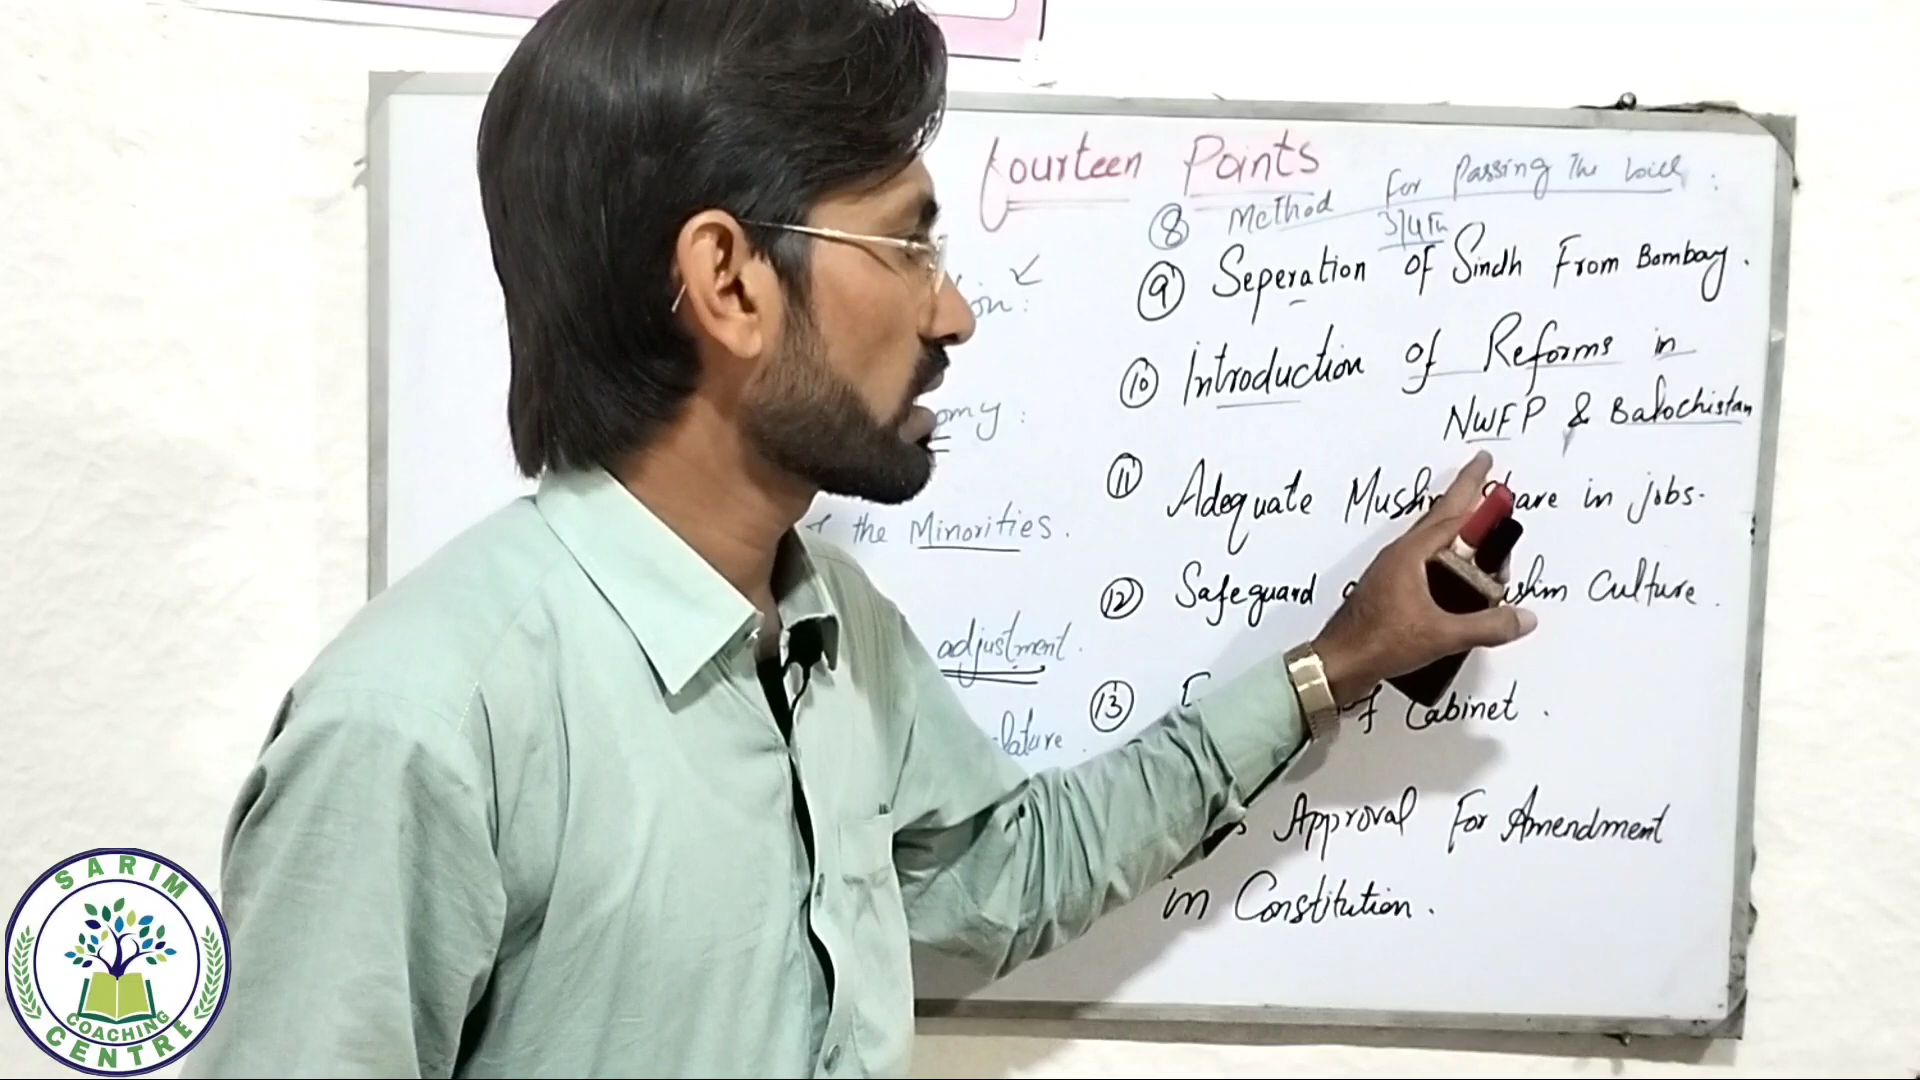 Fourteen Points
on:
omy:
the Minorities.
adjustment.
lature.
8 Method For Passing The
3/4Th
9 Seperation of Sindh From Bombay.
10 Introduction of Reforms in
NWFP & Balochistan
11 Adequate Muslim Share in jobs.
12 Safeguard Muslim Culture.
13 of Cabinet.
Approval For Amendment
in Constitution.
SARIM
COACHING
CENTRE